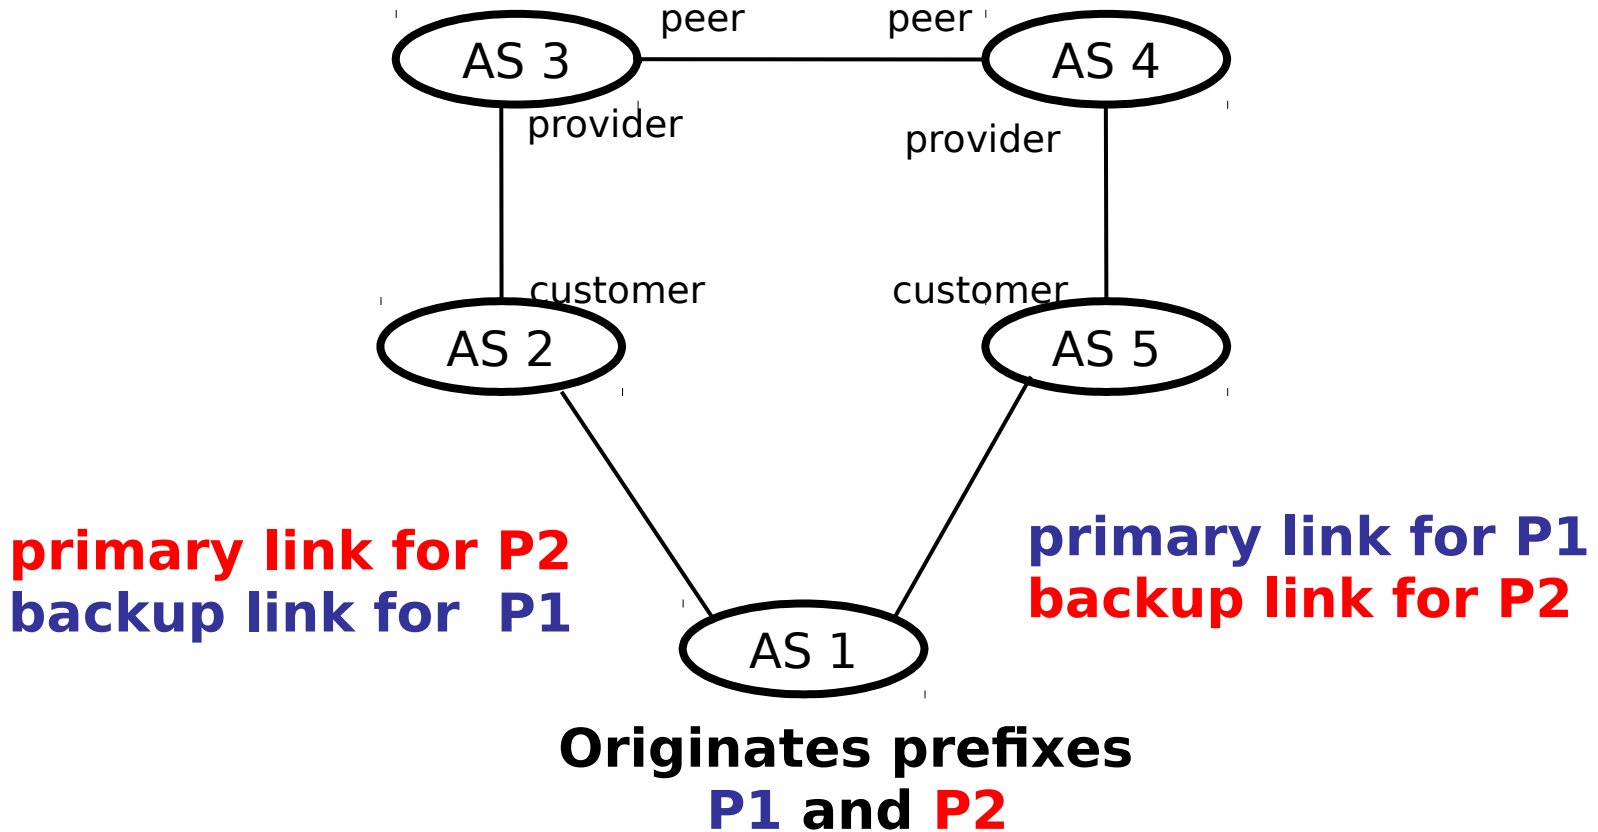 peer peer
AS 3 AS 4
provider provider
customer customer
AS 2 AS 5
primary link for P2
backup link for P1
primary link for P1
backup link for P2
AS 1
Originates prefixes
P1 and P2